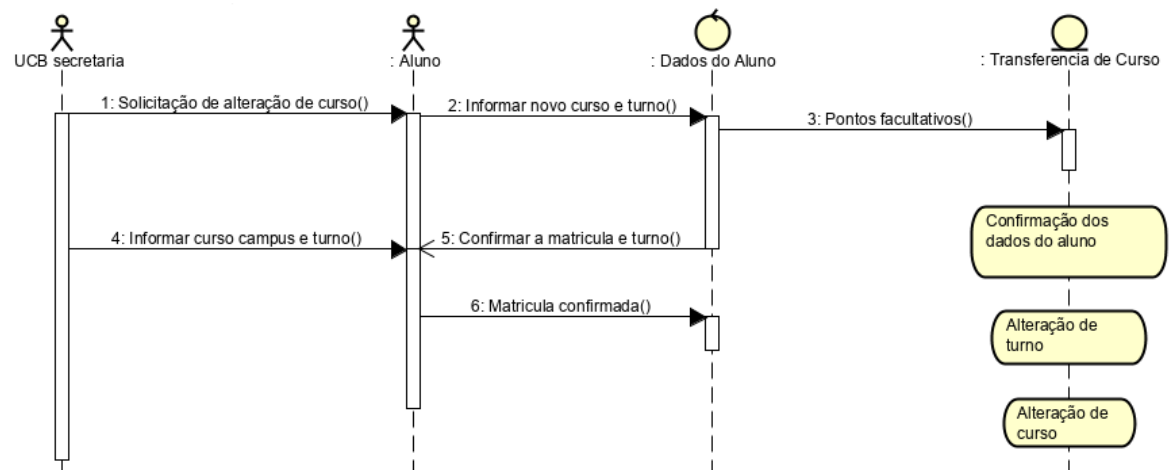 UCB secretaria
: Aluno
: Dados do Aluno
: Transferencia de Curso
1: Solicitação de alteração de curso()
2: Informar novo curso e turno()
3: Pontos facultativos()
4: Informar curso campus e turno()
5: Confirmar a matricula e turno()
6: Matricula confirmada()
Confirmação dos
dados do aluno
Alteração de
turno
Alteração de
curso